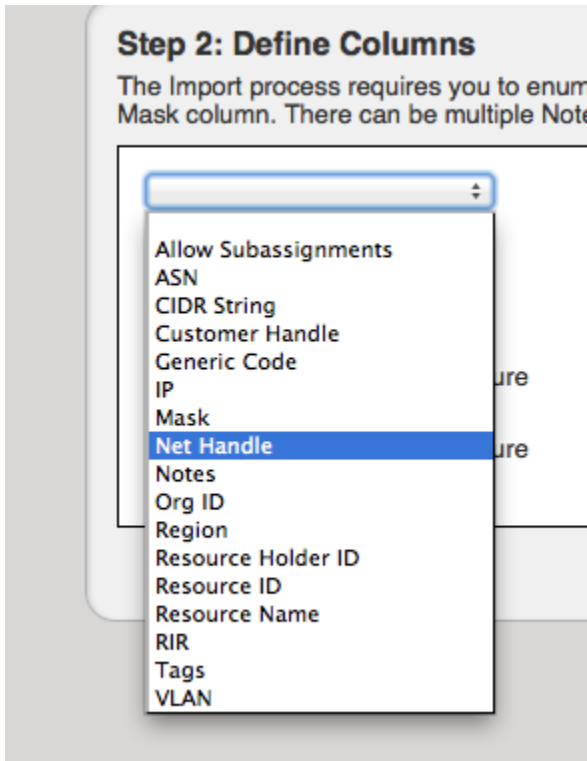 Step 2: Define Columns
The Import process requires you to enum
Mask column. There can be multiple Note
Allow Subassignments
ASN
CIDR String
Customer Handle
Generic Code
IP
ure
Mask
Net Handle
ure
Notes
Org ID
Region
Resource Holder ID
Resource ID
Resource Name
RIR
Tags
VLAN